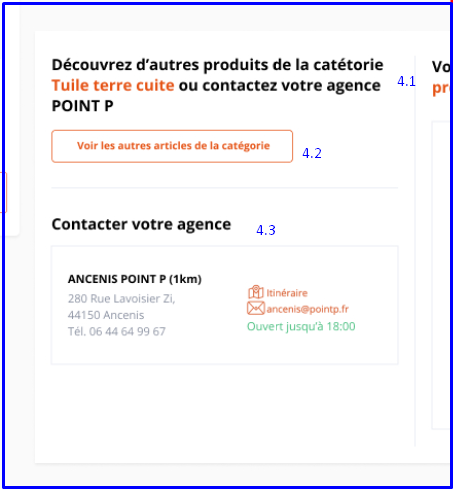 Découvrez d'autres produits de la catétorie
Tuile terre cuite ou contactez votre agence
POINT P
4.1
Vo
pr
Voir les autres articles de la catégorie
4.2
Contacter votre agence
4.3
ANCENIS POINT P (1km)
280 Rue Lavoisier Zi,
44150 Ancenis
Tél. 06 44 64 99 67
Itinéraire
ancenis@pointp.fr
Ouvert jusqu'à 18:00